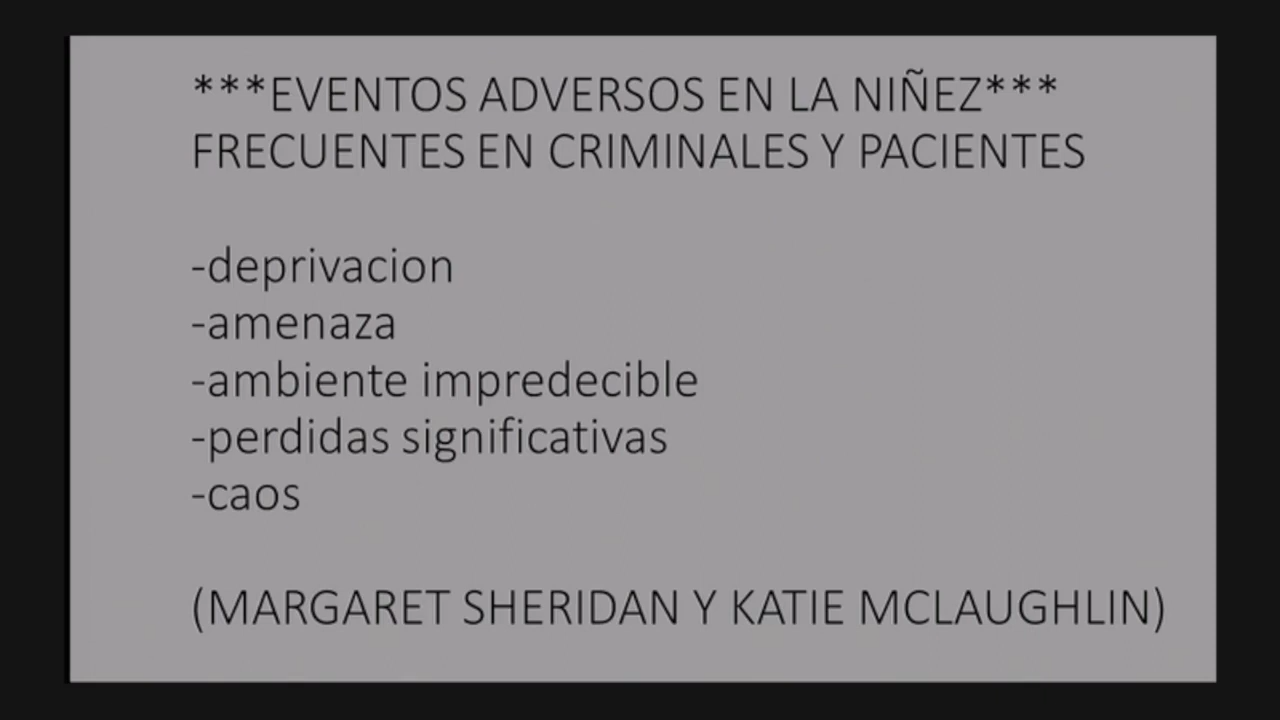 ***EVENTOS ADVERSOS EN LA NIÑEZ***
FRECUENTES EN CRIMINALES Y PACIENTES
-deprivacion
-amenaza
-ambiente impredecible
-perdidas significativas
-caos
(MARGARET SHERIDAN Y KATIE MCLAUGHLIN)